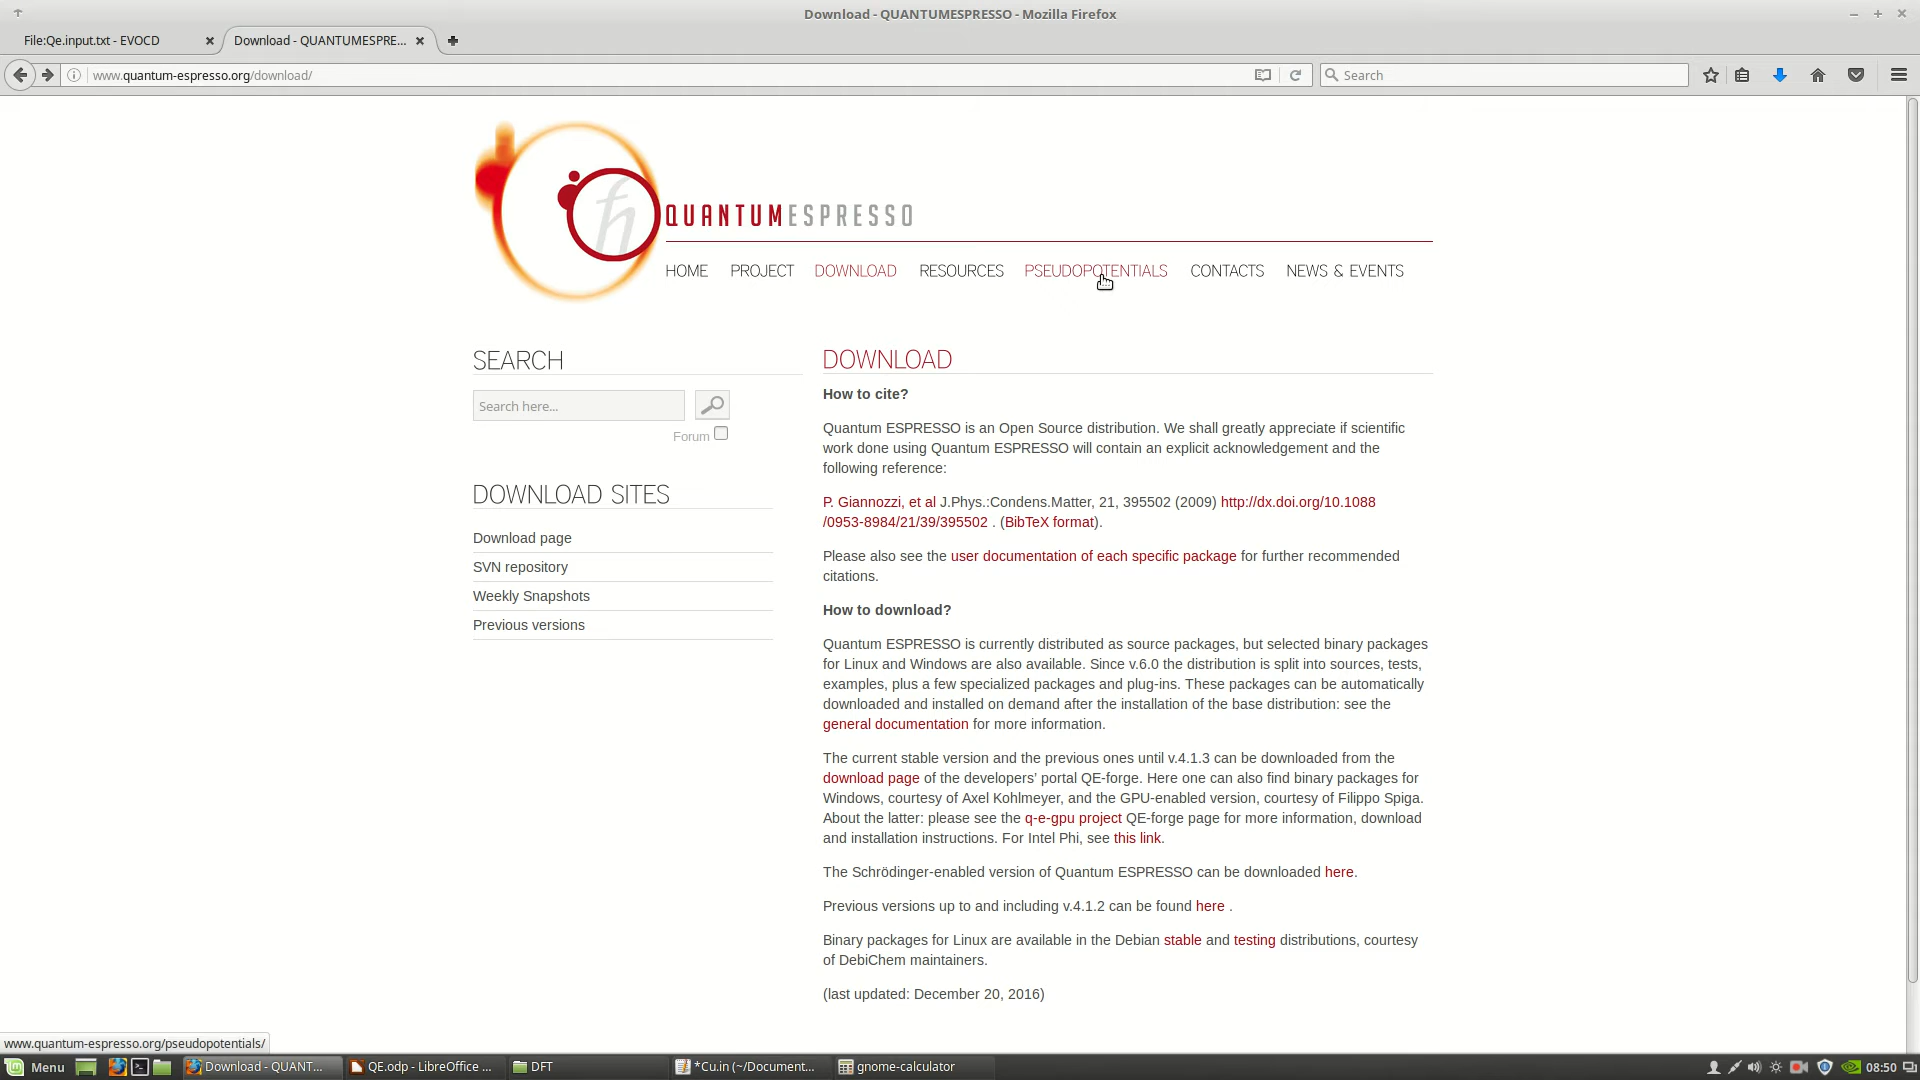 Download - QUANTUMESPRESSO - Mozilla Firefox
File:Qe.input.txt - EVOCD
Download - QUANTUMESPRE...
www.quantum-espresso.org/download/
Search
ħ
QUANTUMESPRESSO
HOME PROJECT DOWNLOAD RESOURCES PSEUDOPOTENTIALS CONTACTS NEWS & EVENTS
SEARCH
Search here...
Forum
DOWNLOAD SITES
Download page
SVN repository
Weekly Snapshots
Previous versions
DOWNLOAD
How to cite?
Quantum ESPRESSO is an Open Source distribution. We shall greatly appreciate if scientific
work done using Quantum ESPRESSO will contain an explicit acknowledgement and the
following reference:
P. Giannozzi, et al J.Phys.:Condens.Matter, 21, 395502 (2009) http://dx.doi.org/10.1088
/0953-8984/21/39/395502 . (BibTeX format).
Please also see the user documentation of each specific package for further recommended
citations.
How to download?
Quantum ESPRESSO is currently distributed as source packages, but selected binary packages
for Linux and Windows are also available. Since v.6.0 the distribution is split into sources, tests,
examples, plus a few specialized packages and plug-ins. These packages can be automatically
downloaded and installed on demand after the installation of the base distribution: see the
general documentation for more information.
The current stable version and the previous ones until v.4.1.3 can be downloaded from the
download page of the developers' portal QE-forge. Here one can also find binary packages for
Windows, courtesy of Axel Kohlmeyer, and the GPU-enabled version, courtesy of Filippo Spiga.
About the latter: please see the q-e-gpu project QE-forge page for more information, download
and installation instructions. For Intel Phi, see this link.
The Schrödinger-enabled version of Quantum ESPRESSO can be downloaded here.
Previous versions up to and including v.4.1.2 can be found here .
Binary packages for Linux are available in the Debian stable and testing distributions, courtesy
of DebiChem maintainers.
(last updated: December 20, 2016)
www.quantum-espresso.org/pseudopotentials/
Menu
Download - QUANT...
QE.odp - LibreOffice ...
DFT
*Cu.in (~/Document...
gnome-calculator
08:50